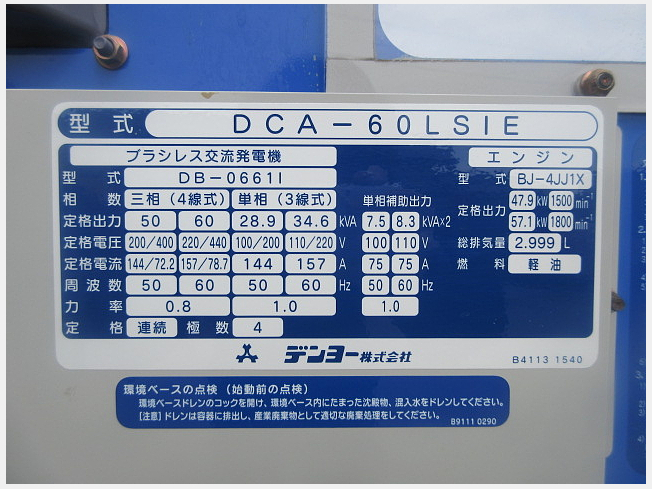 型式 DCA-60LSIE
ブラシレス交流発電機 エンジン
型式 DB-0661I 型式 BJ-4JJ1X
相数 三相(4線式) 単相(3線式) 単相補助出力 定格出力 47.9 kW 1500 min⁻¹
定格出力 50 60 28.9 34.6 kVA 7.5 8.3 kVA×2 57.1 kW 1800 min⁻¹
定格電圧 200/400 220/440 100/200 110/220 V 100 110 V 総排気量 2.999 L
定格電流 144/72.2 157/78.7 144 157 A 75 75 A 燃料 軽油
周波数 50 60 50 60 Hz 50 60 Hz
力率 0.8 1.0 1.0
定格 連続 極数 4
デンヨー株式会社 B4113 1540
環境ベースの点検(始動前の点検)
環境ベースドレンのコックを開け、環境ベース内にたまった沈殿物、混入水をドレンしてください。
【注意】ドレンは容器に排出し、産業廃棄物として適切な廃棄処理をしてください。
B9111 0290